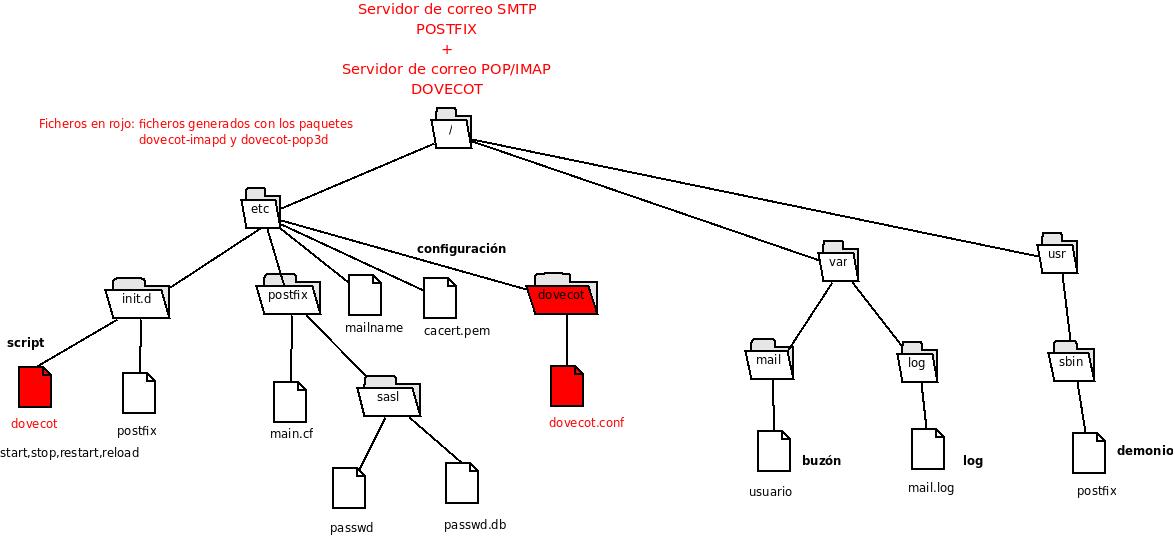 Servidor de correo SMTP
POSTFIX
+
Servidor de correo POP/IMAP
DOVECOT
Ficheros en rojo: ficheros generados con los paquetes
dovecot-imapd y dovecot-pop3d
/
etc
configuración
var
usr
init.d
postfix
dovecot
mailname
cacert.pem
script
mail
log
sbin
sasl
dovecot
postfix
main.cf
dovecot.conf
start,stop,restart,reload
buzón
log
demonio
usuario
mail.log
postfix
passwd
passwd.db